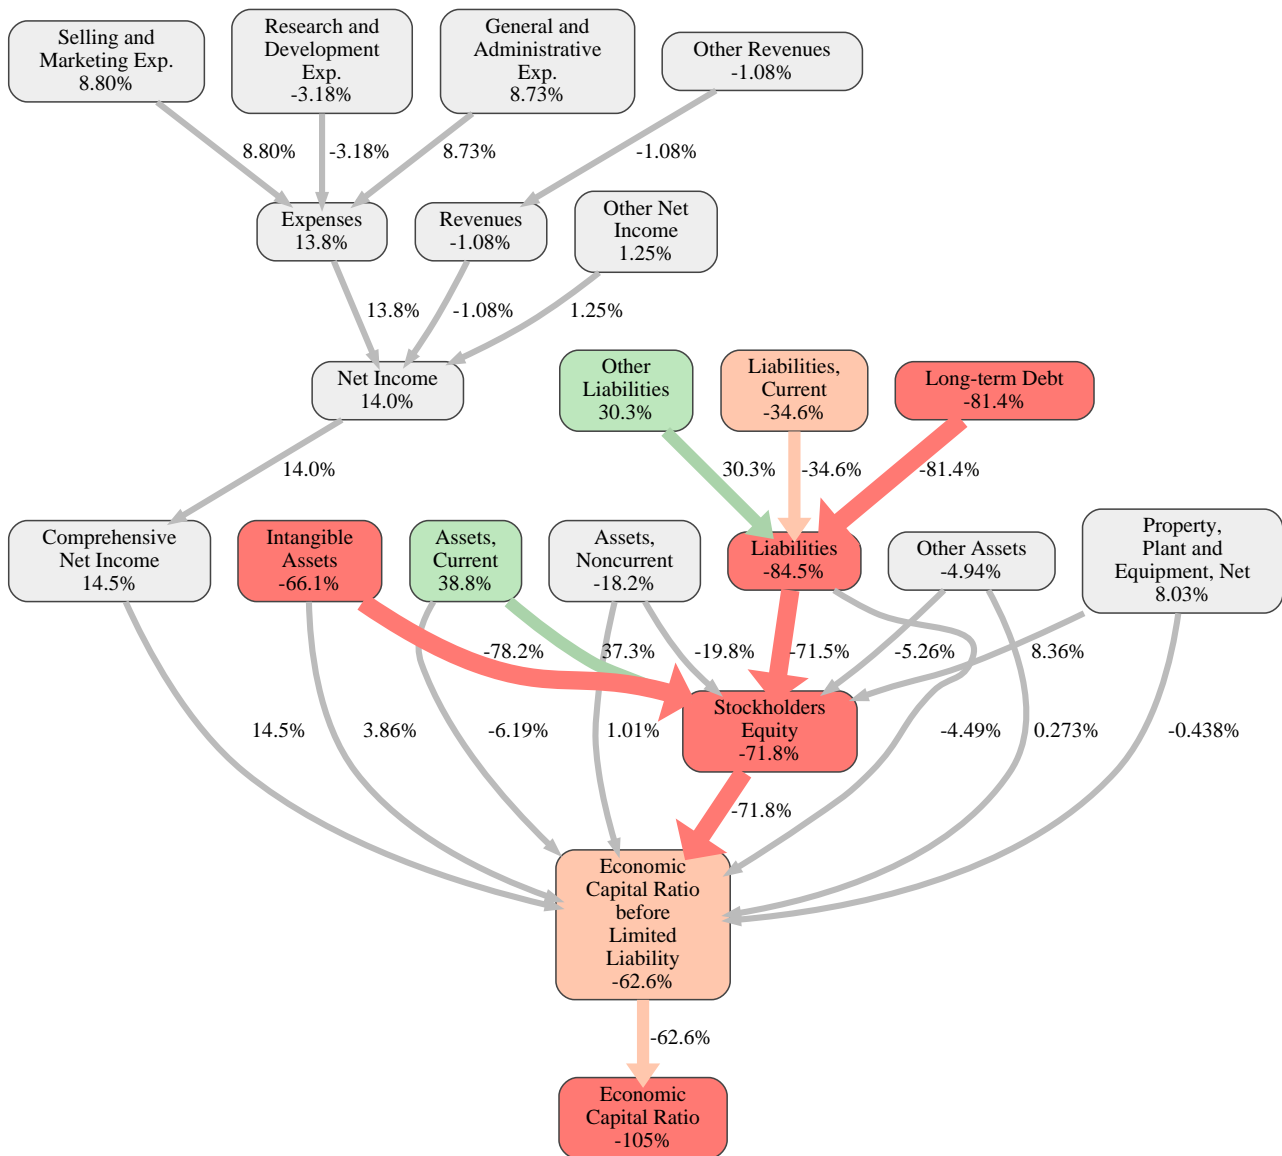 Selling and
Marketing Exp.
8.80%
Research and
Development
Exp.
-3.18%
General and
Administrative
Exp.
8.73%
Other Revenues
-1.08%
8.80%
-3.18%
8.73%
-1.08%
Expenses
13.8%
Revenues
-1.08%
Other Net
Income
1.25%
13.8%
-1.08%
1.25%
Net Income
14.0%
Other
Liabilities
30.3%
Liabilities,
Current
-34.6%
Long-term Debt
-81.4%
14.0%
30.3%
-34.6%
-81.4%
Comprehensive
Net Income
14.5%
Intangible
Assets
-66.1%
Assets,
Current
38.8%
Assets,
Noncurrent
-18.2%
Liabilities
-84.5%
Other Assets
-4.94%
Property,
Plant and
Equipment, Net
8.03%
-78.2%
37.3%
-19.8%
-71.5%
-5.26%
8.36%
Stockholders
Equity
-71.8%
14.5%
3.86%
-6.19%
1.01%
-4.49%
0.273%
-0.438%
-71.8%
Economic
Capital Ratio
before
Limited
Liability
-62.6%
-62.6%
Economic
Capital Ratio
-105%